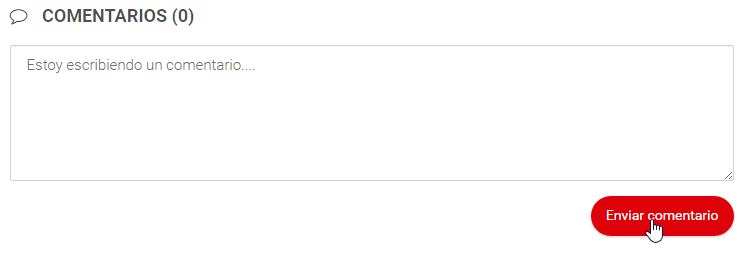 COMENTARIOS (0)
Estoy escribiendo un comentario....
Enviar comentario